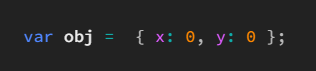 var obj =  { x: 0, y: 0 };